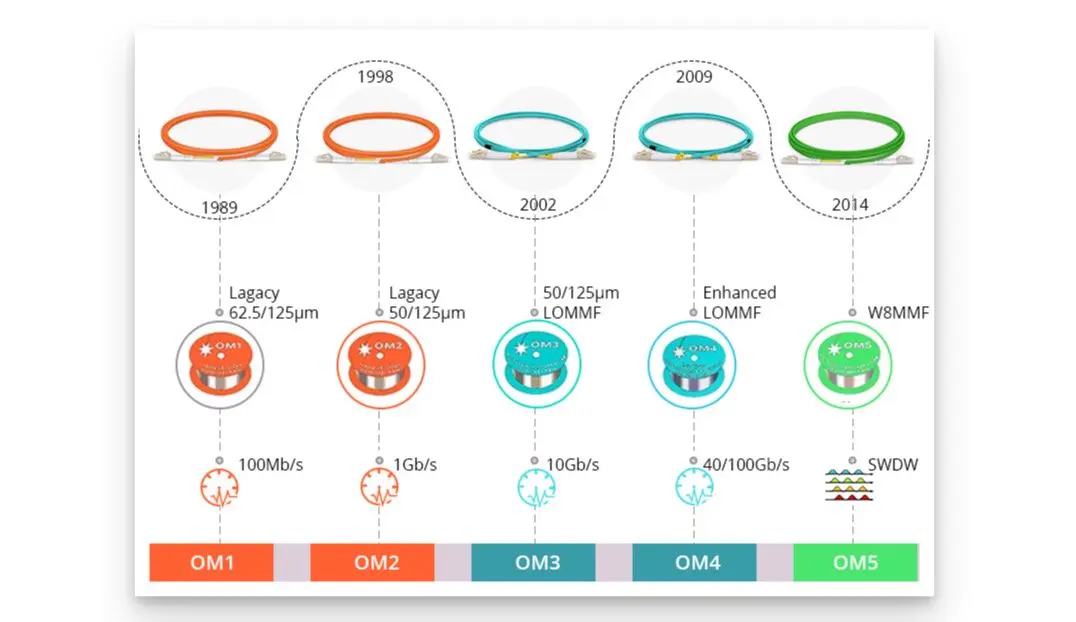 1998
2009
1989
2002
2014
Lagacy
62.5/125μm
Lagacy
50/125μm
50/125μm
LOMMF
Enhanced
LOMMF
W8MMF
OM1
OM2
OM3
OM4
OM5
100Mb/s
1Gb/s
10Gb/s
40/100Gb/s
SWDW
OM1
OM2
OM3
OM4
OM5